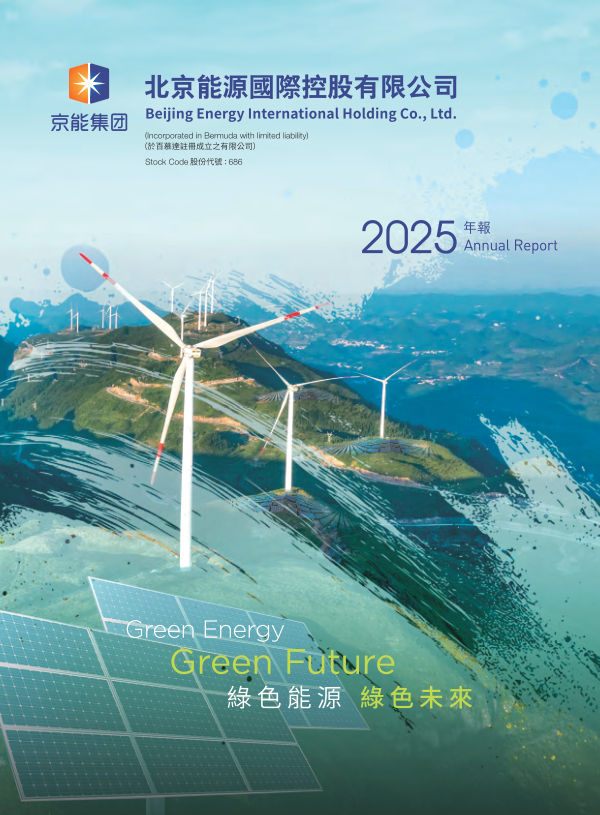 京能集团
北京能源國際控股有限公司
Beijing Energy International Holding Co., Ltd.
(Incorporated in Bermuda with limited liability)
(於百慕達註冊成立之有限公司)
Stock Code 股份代號 : 686
2025 年報
Annual Report
Green Energy
Green Future
綠色能源 綠色未來